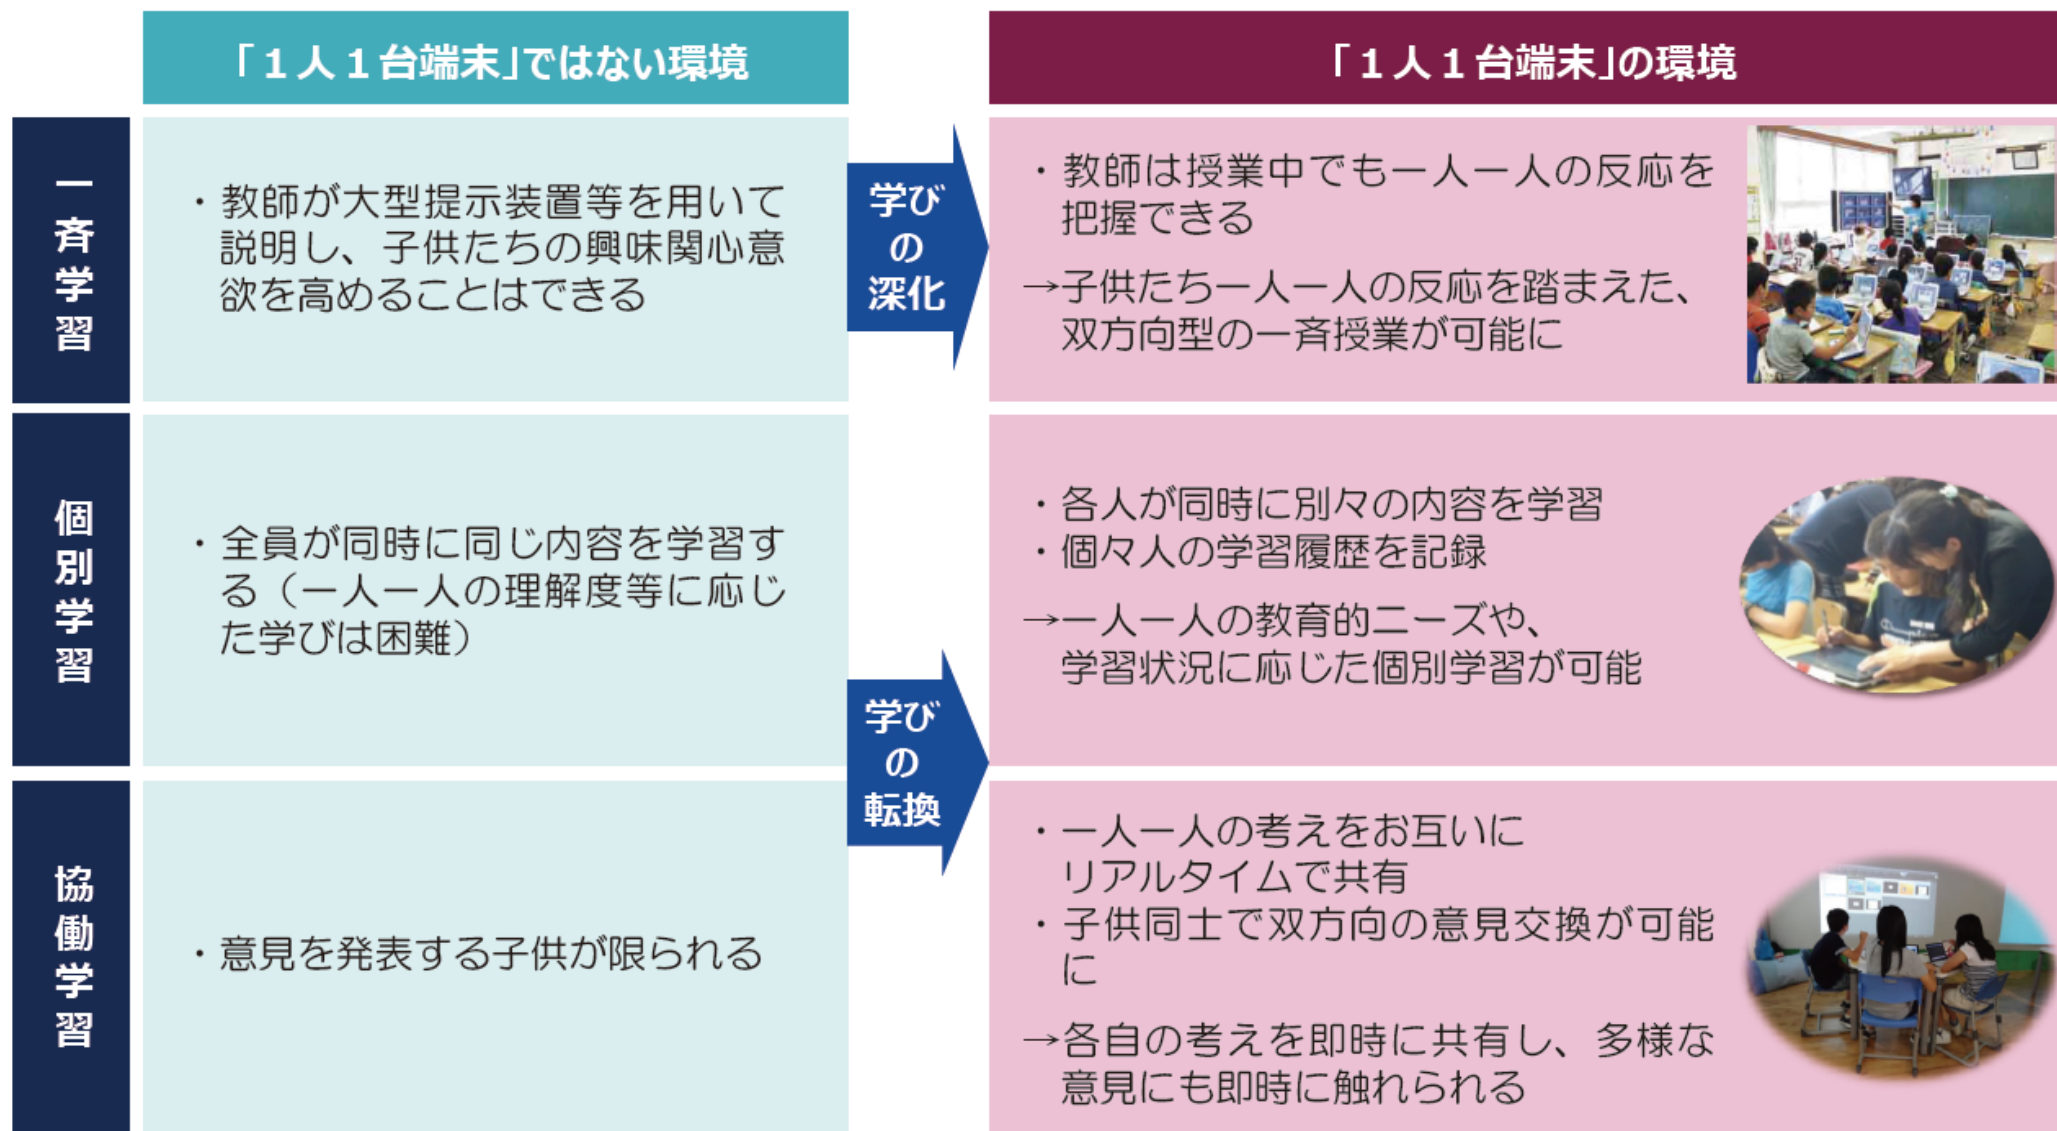 「１人１台端末」ではない環境
「１人１台端末」の環境
一斉学習
・教師が大型提示装置等を用いて
説明し、子供たちの興味関心意
欲を高めることはできる
学び
の
深化
・教師は授業中でも一人一人の反応を
把握できる
→子供たち一人一人の反応を踏まえた、
双方向型の一斉授業が可能に
個別学習
・全員が同時に同じ内容を学習す
る（一人一人の理解度等に応じ
た学びは困難）
学び
の
転換
・各人が同時に別々の内容を学習
・個々人の学習履歴を記録
→一人一人の教育的ニーズや、
学習状況に応じた個別学習が可能
協働学習
・意見を発表する子供が限られる
・一人一人の考えをお互いに
リアルタイムで共有
・子供同士で双方向の意見交換が可能
に
→各自の考えを即時に共有し、多様な
意見にも即時に触れられる